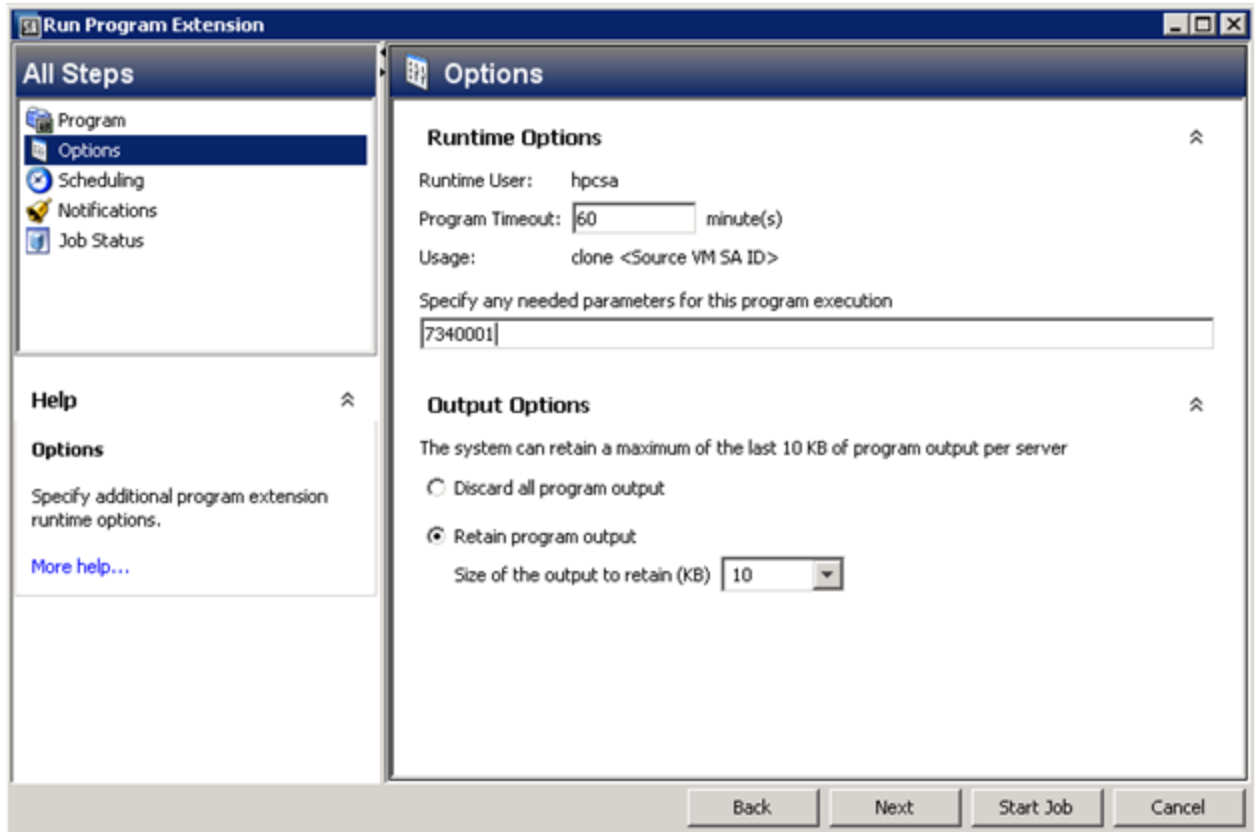 SA Run Program Extension
All Steps
Program
Options
Scheduling
Notifications
Job Status
Help
Options
Specify additional program extension
runtime options.
More help...
Options
Runtime Options
Runtime User: hpcsa
Program Timeout: 60 minute(s)
Usage: clone <Source VM SA ID>
Specify any needed parameters for this program execution
7340001
Output Options
The system can retain a maximum of the last 10 KB of program output per server
Discard all program output
Retain program output
Size of the output to retain (KB) 10
Back Next Start Job Cancel